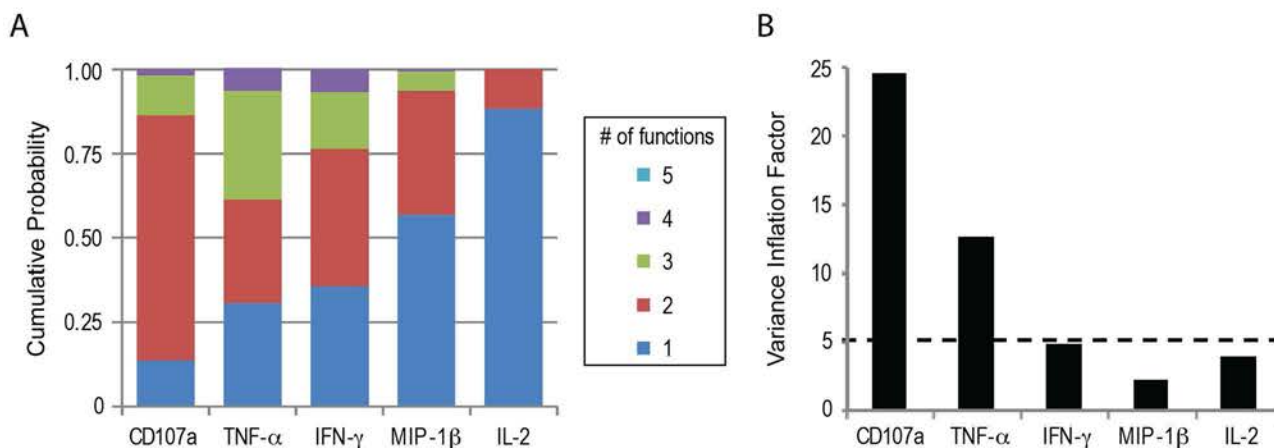 A
Cumulative Probability
1.00
0.75
0.50
0.25
0
CD107a TNF-α IFN-γ MIP-1β IL-2
# of functions
5
4
3
2
1
B
Variance Inflation Factor
25
20
15
10
5
0
CD107a TNF-α IFN-γ MIP-1β IL-2